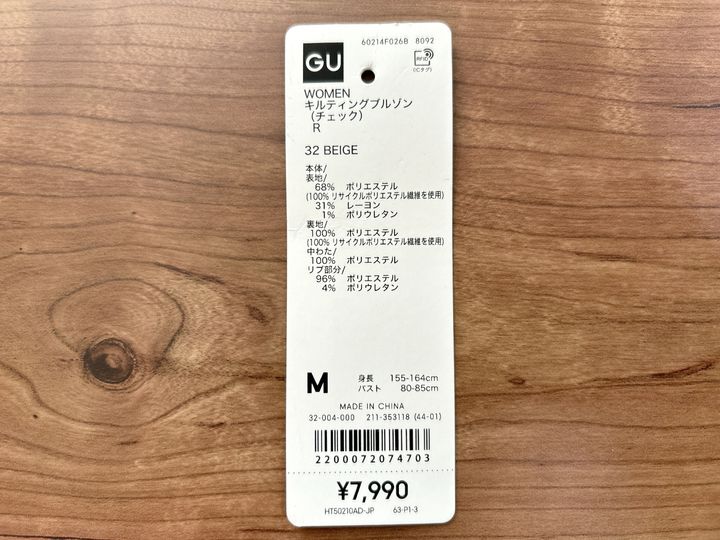 60214F026B 8092
GU
RFID
(ICタグ)
WOMEN
キルティングブルゾン
(チェック)
R
32 BEIGE
本体/
表地/
68% ポリエステル
(100% リサイクルポリエステル繊維を使用)
31% レーヨン
1% ポリウレタン
裏地/
100% ポリエステル
(100% リサイクルポリエステル繊維を使用)
中わた/
100% ポリエステル
リブ部分/
96% ポリエステル
4% ポリウレタン
M 身長 155-164cm
バスト 80-85cm
MADE IN CHINA
32-004-000 211-353118 (44-01)
2200072074703
¥7,990
HT50210AD-JP 63-P1-3